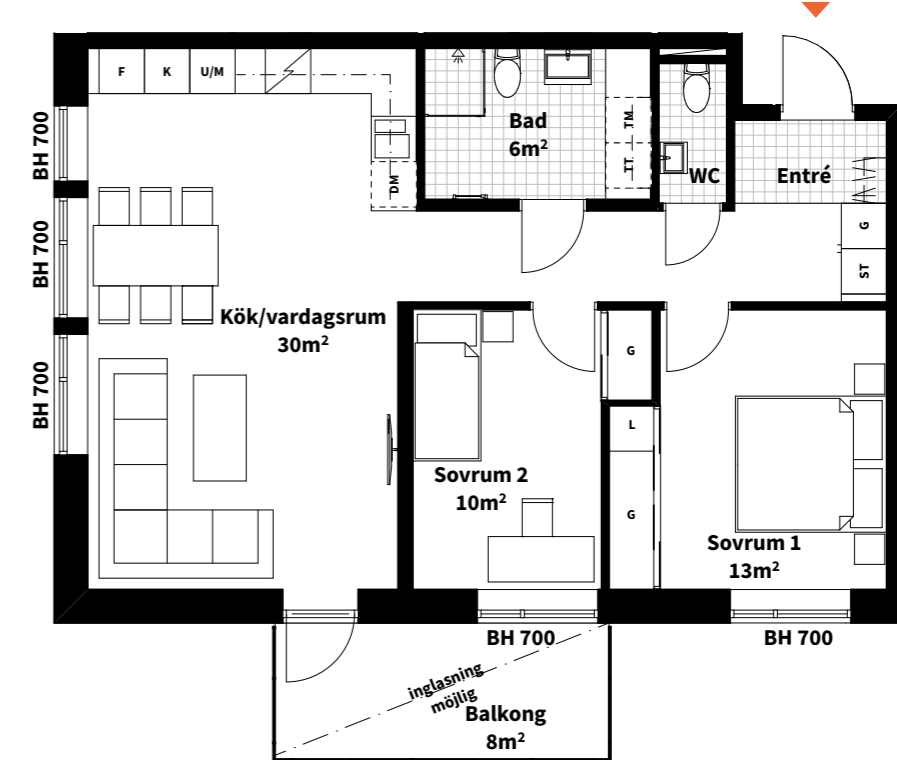 F
K
U/M
DM
BH 700
BH 700
BH 700
Bad
6m²
TM
TT
WC
Entré
G
ST
Kök/vardagsrum
30m²
G
L
G
Sovrum 2
10m²
Sovrum 1
13m²
BH 700
BH 700
inglasning
möjlig
Balkong
8m²